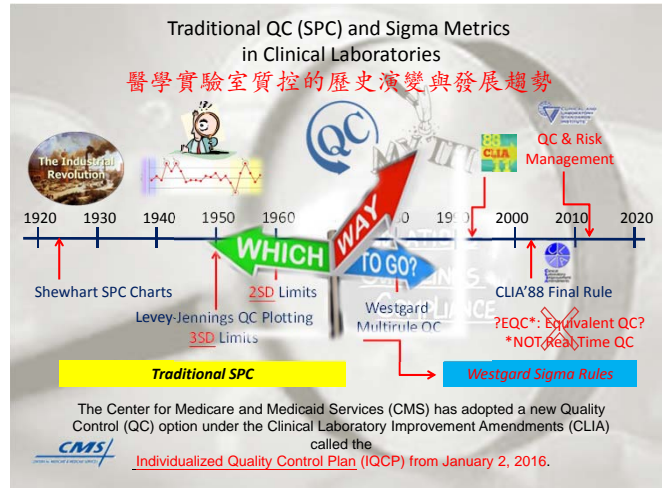 Traditional QC (SPC) and Sigma Metrics
in Clinical Laboratories
醫學實驗室質控的歷史演變與發展趨勢
The Industrial
Revolution
QC
CLIA
QC & Risk
Management
1920 1930 1940 1950 1960 1990 2000 2010 2020
WHICH
WAY
TO GO?
Shewhart SPC Charts
2SD Limits
Levey-Jennings QC Plotting
3SD Limits
Westgard
Multirule QC
COMPLIANCE
CLIA'88 Final Rule
?EQC*: Equivalent QC?
*NOT Real Time QC
Traditional SPC
Westgard Sigma Rules
The Center for Medicare and Medicaid Services (CMS) has adopted a new Quality
Control (QC) option under the Clinical Laboratory Improvement Amendments (CLIA)
called the
CMS
Individualized Quality Control Plan (IQCP) from January 2, 2016.